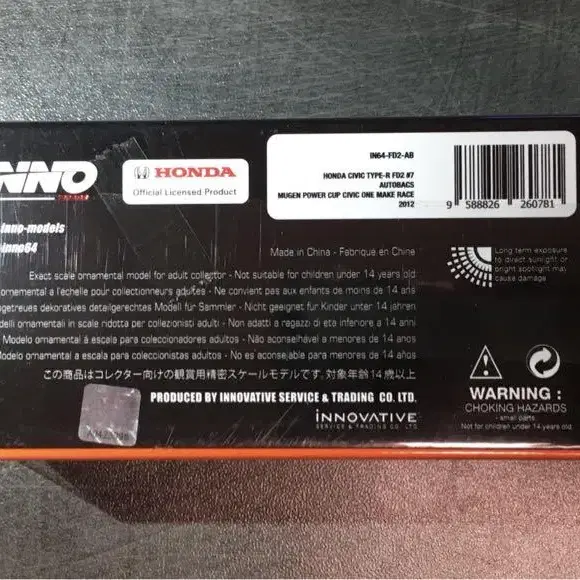 INNO
HONDA
Official Licensed Product
IN64-FD2-AB
HONDA CIVIC TYPE-R FD2 #7
AUTOBACS
MUGEN POWER CUP CIVIC ONE MAKE RACE
2012
9 588826 260781
inno-models
inno64
Made in China - Fabriqué en Chine
Long term exposure
to direct sunlight or
bright spotlight may
cause damage
Exact scale ornamental model for adult collector - Not suitable for children under 14 years old
ornemental a l'echelle pour collectionneurs adultes - Ne convient pas aux enfants de moins de 14 ans
getreues dekoratives detailgerechtes Modell für Sammler - Nicht geeignet für Kinder unter 14 jahren
delli ornamentali in scale ridotta per collezionisti adulti - Non adatti a ragazzi di ete inferiore a 14 anni
Modelo ornamental á escala para coleccionadores adultos - Não aconselhável a menores de 14 anos
Modelo ornamental a escala para coleccionistas adultos - No es aconsejable para menores de 14 años
この商品はコレクター向けの観賞用精密スケールモデルです。対象年齢14歳以上
PRODUCED BY INNOVATIVE SERVICE & TRADING CO. LTD.
INNOVATIVE
SERVICE & TRADING CO. LTD
WARNING :
CHOKING HAZARDS
- small parts
Not for children under 14 years old